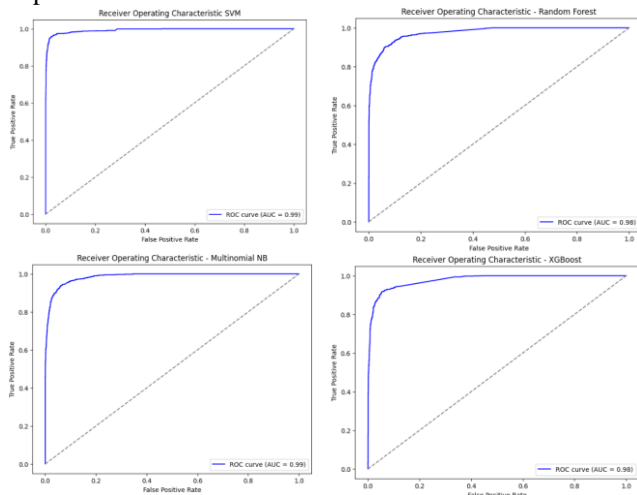 Receiver Operating Characteristic SVM
True Positive Rate
1.0
0.8
0.6
0.4
0.2
0.0
ROC curve (AUC = 0.99)
0.0 0.2 0.4 0.6 0.8 1.0
False Positive Rate
Receiver Operating Characteristic - Random Forest
True Positive Rate
1.0
0.8
0.6
0.4
0.2
0.0
ROC curve (AUC = 0.98)
0.0 0.2 0.4 0.6 0.8 1.0
False Positive Rate
Receiver Operating Characteristic - Multinomial NB
True Positive Rate
1.0
0.8
0.6
0.4
0.2
0.0
ROC curve (AUC = 0.99)
0.0 0.2 0.4 0.6 0.8 1.0
False Positive Rate
Receiver Operating Characteristic - XGBoost
True Positive Rate
1.0
0.8
0.6
0.4
0.2
0.0
ROC curve (AUC = 0.98)
0.0 0.2 0.4 0.6 0.8 1.0
False Positive Rate